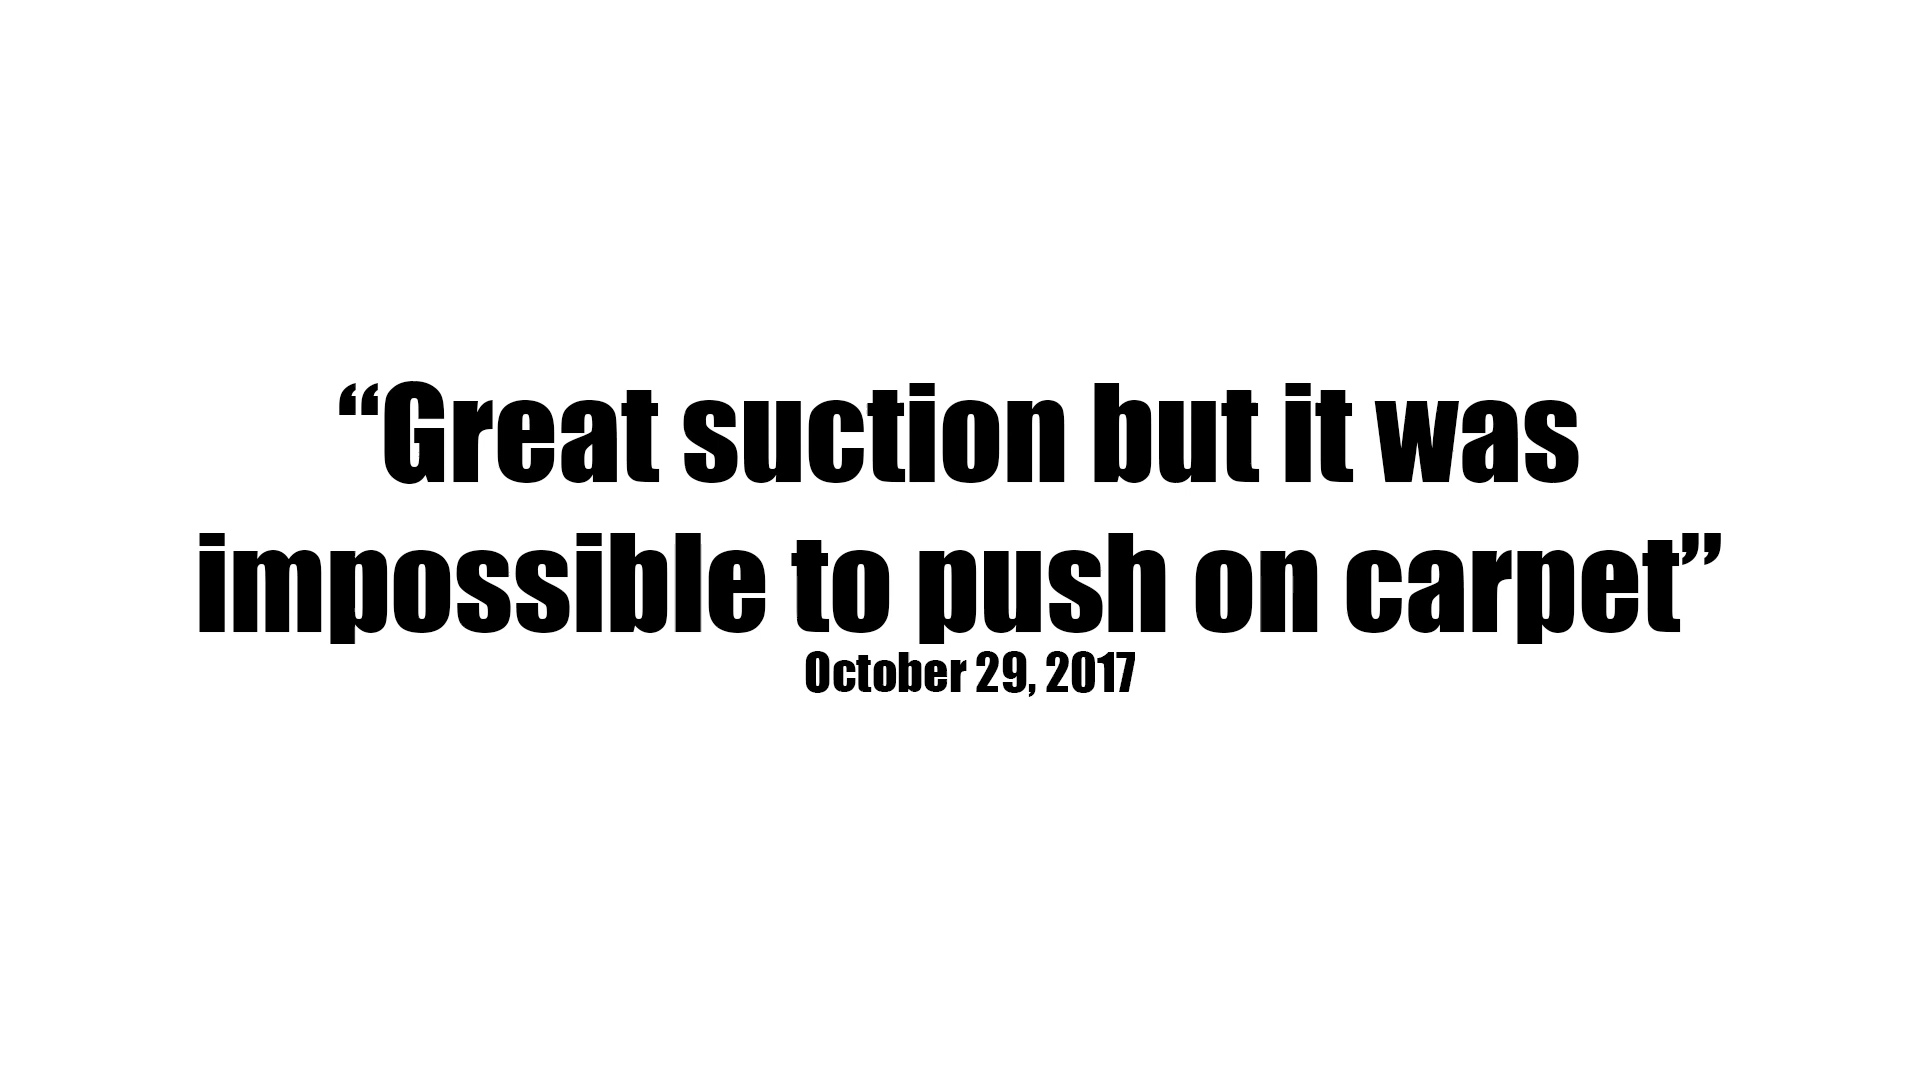 “Great suction but it was
impossible to push on carpet”
October 29, 2017